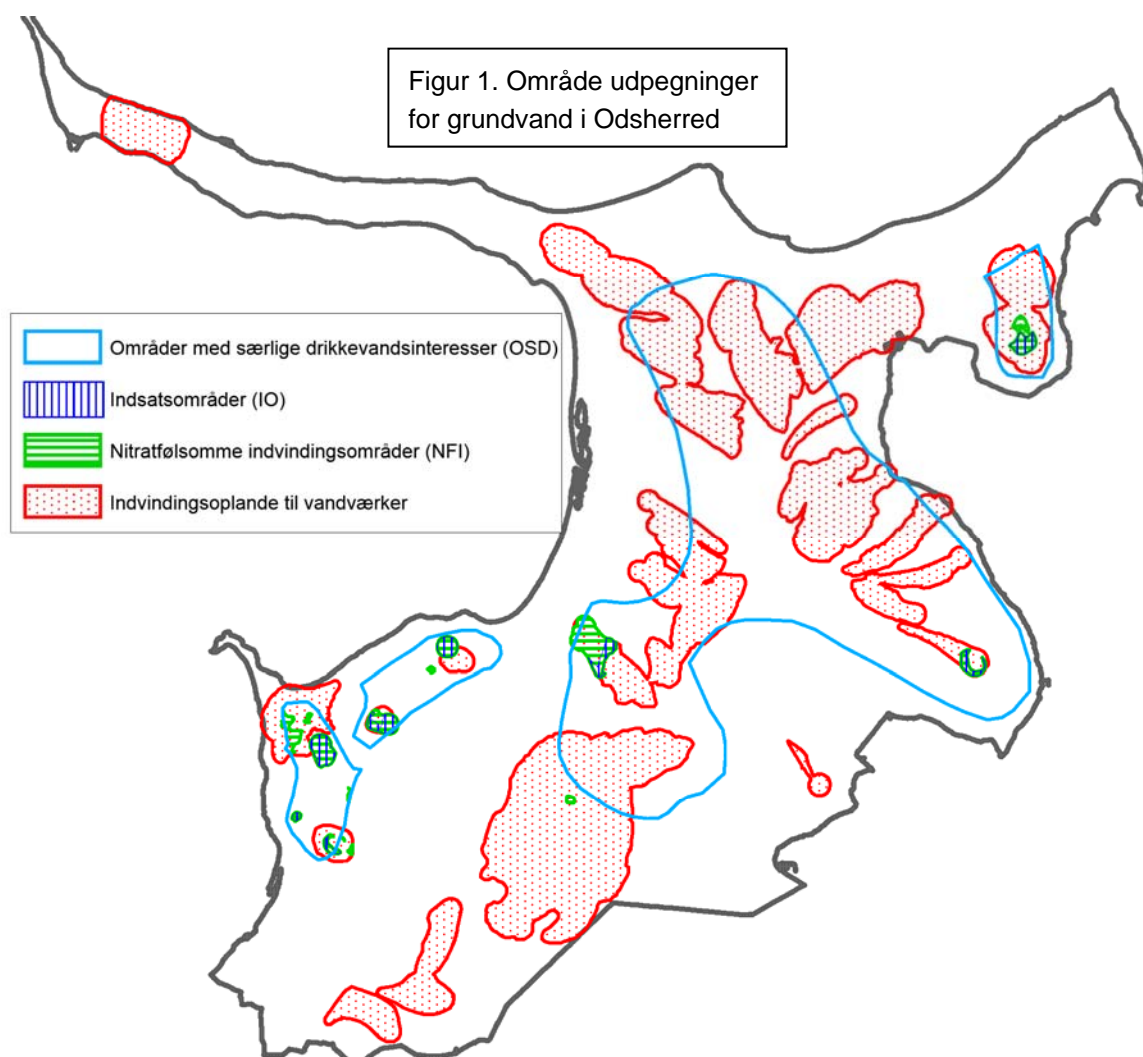 Figur 1. Område udpegninger
for grundvand i Odsherred
Områder med særlige drikkevandsinteresser (OSD)
Indsatsområder (IO)
Nitratfølsomme indvindingsområder (NFI)
Indvindingsoplande til vandværker